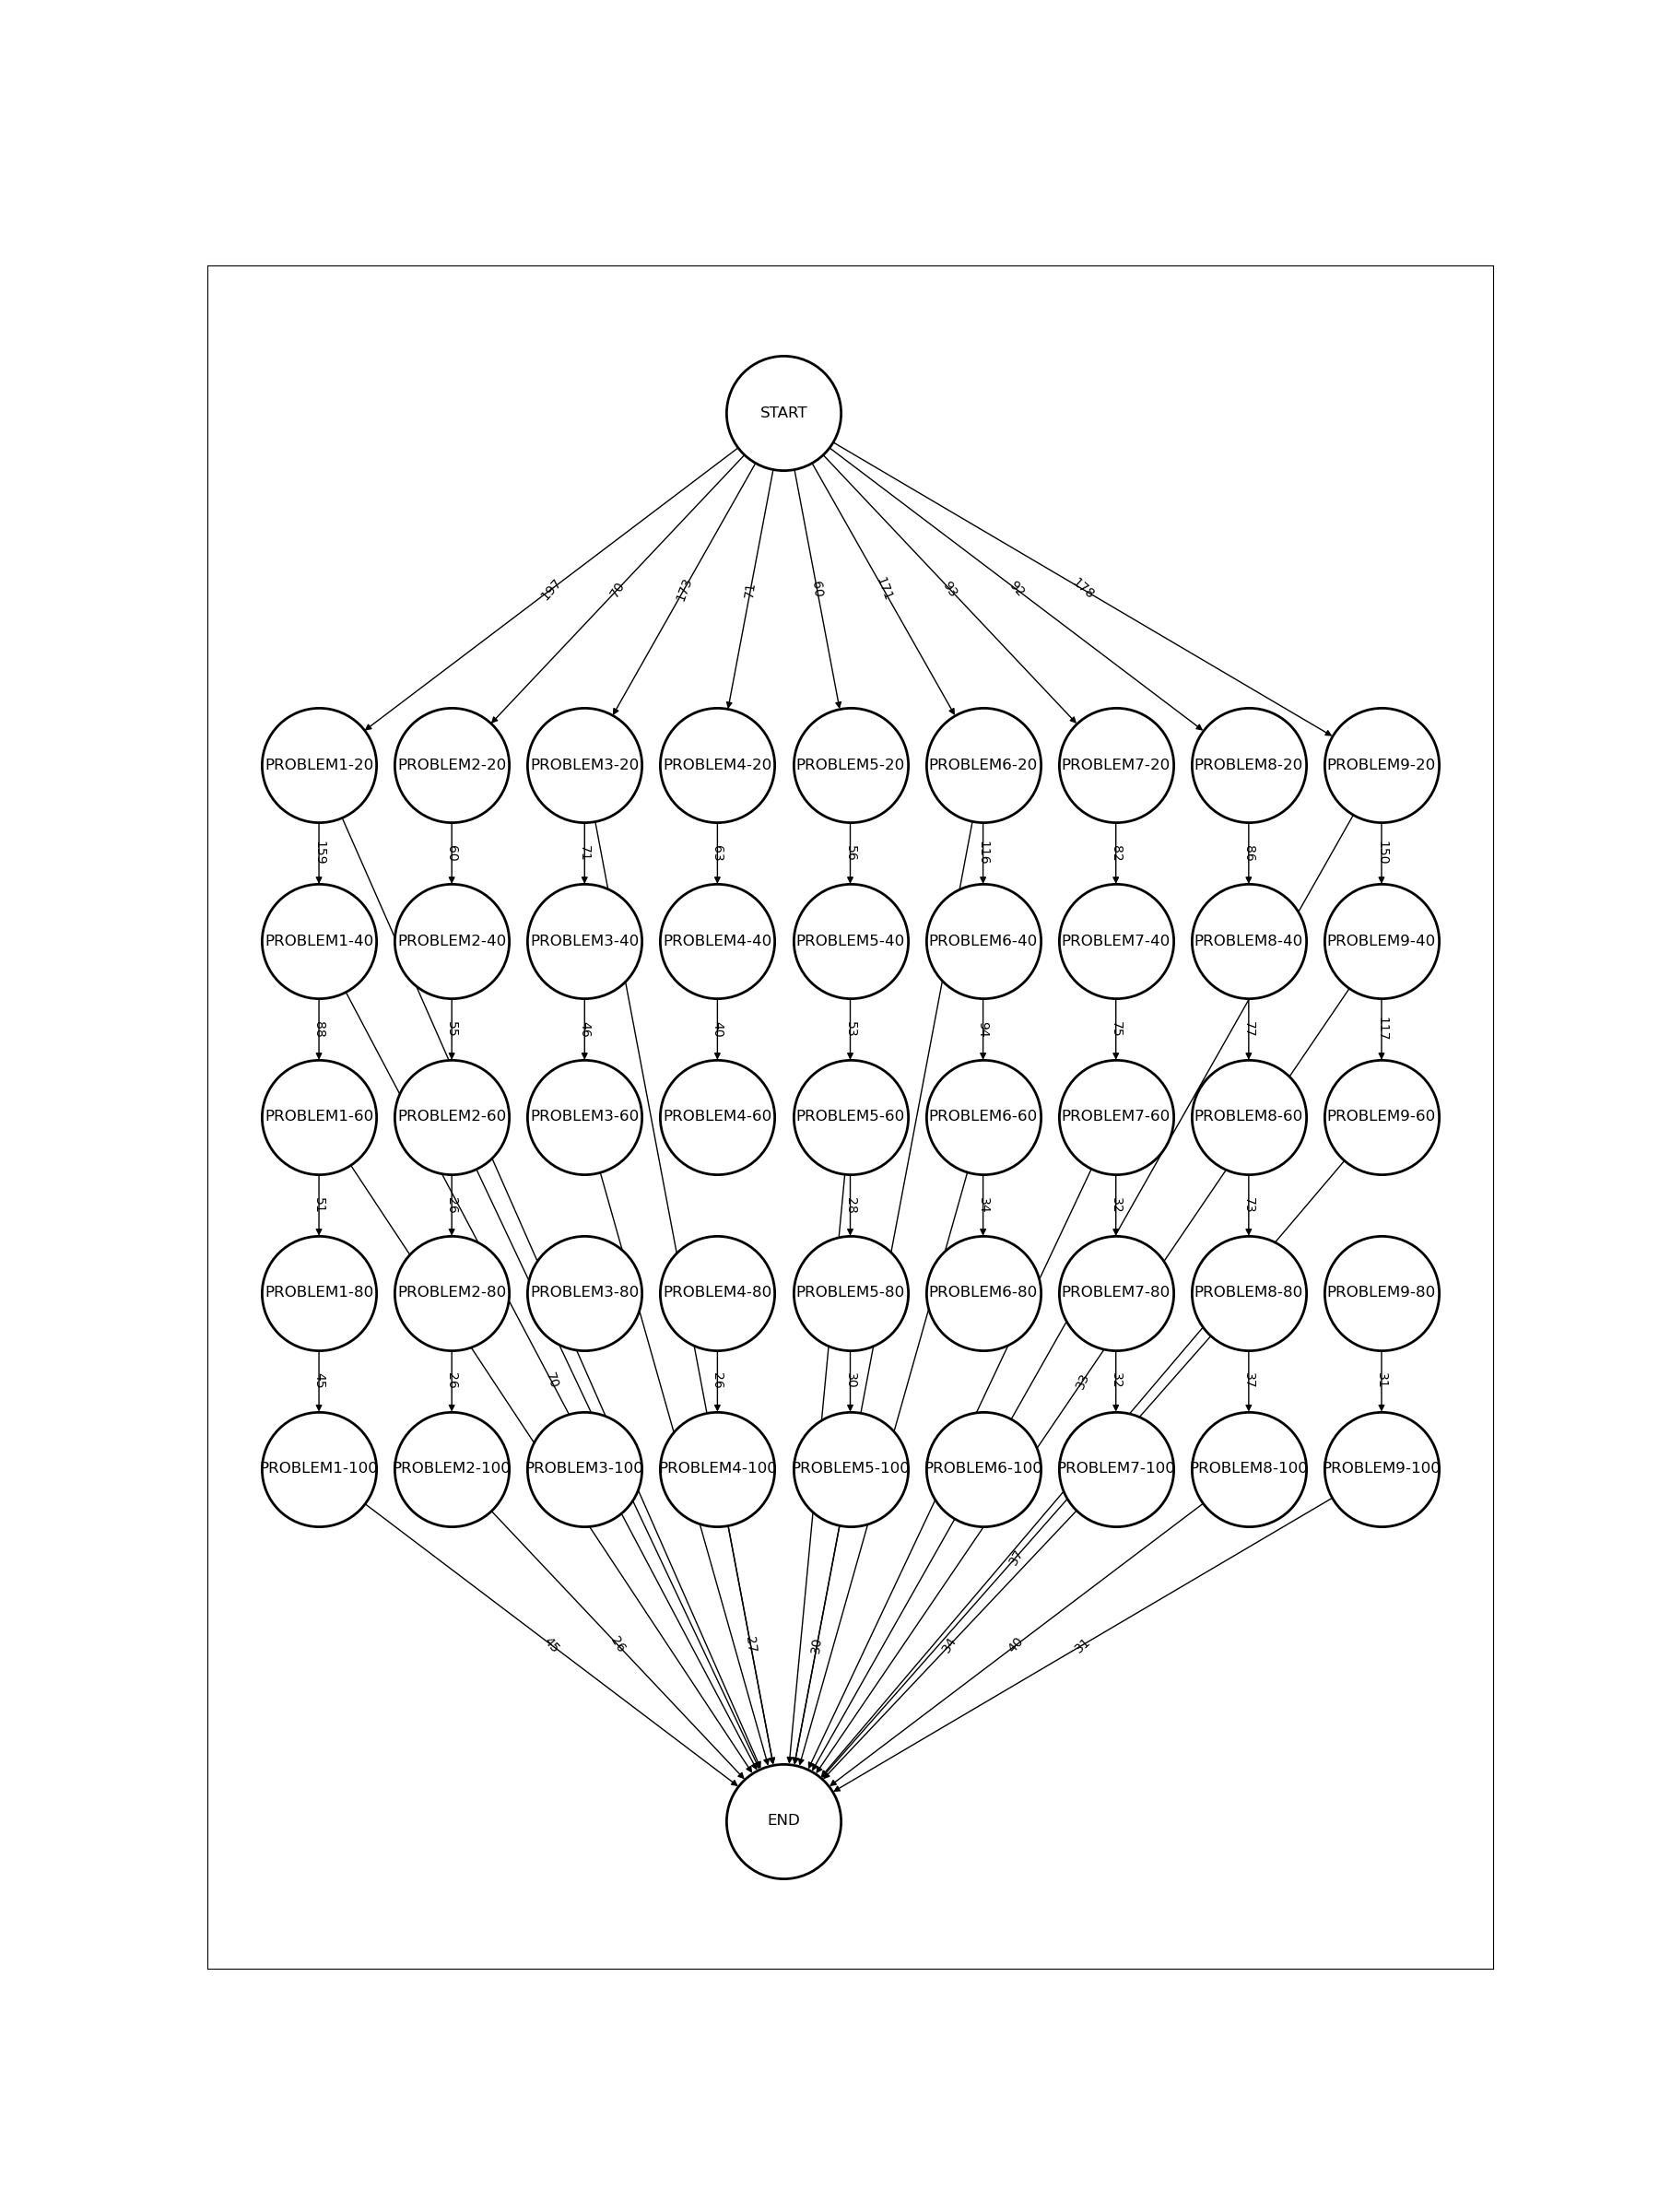 START
197 70 173 71 60 171 93 92 178
PROBLEM1-20 PROBLEM2-20 PROBLEM3-20 PROBLEM4-20 PROBLEM5-20 PROBLEM6-20 PROBLEM7-20 PROBLEM8-20 PROBLEM9-20
159 60 71 63 56 116 82 86 150
PROBLEM1-40 PROBLEM2-40 PROBLEM3-40 PROBLEM4-40 PROBLEM5-40 PROBLEM6-40 PROBLEM7-40 PROBLEM8-40 PROBLEM9-40
88 55 46 40 53 94 75 77 117
PROBLEM1-60 PROBLEM2-60 PROBLEM3-60 PROBLEM4-60 PROBLEM5-60 PROBLEM6-60 PROBLEM7-60 PROBLEM8-60 PROBLEM9-60
51 26 28 34 32 73
PROBLEM1-80 PROBLEM2-80 PROBLEM3-80 PROBLEM4-80 PROBLEM5-80 PROBLEM6-80 PROBLEM7-80 PROBLEM8-80 PROBLEM9-80
45 26 70 26 30 33 32 37 31
PROBLEM1-100 PROBLEM2-100 PROBLEM3-100 PROBLEM4-100 PROBLEM5-100 PROBLEM6-100 PROBLEM7-100 PROBLEM8-100 PROBLEM9-100
37
45 26 27 30 34 40 31
END